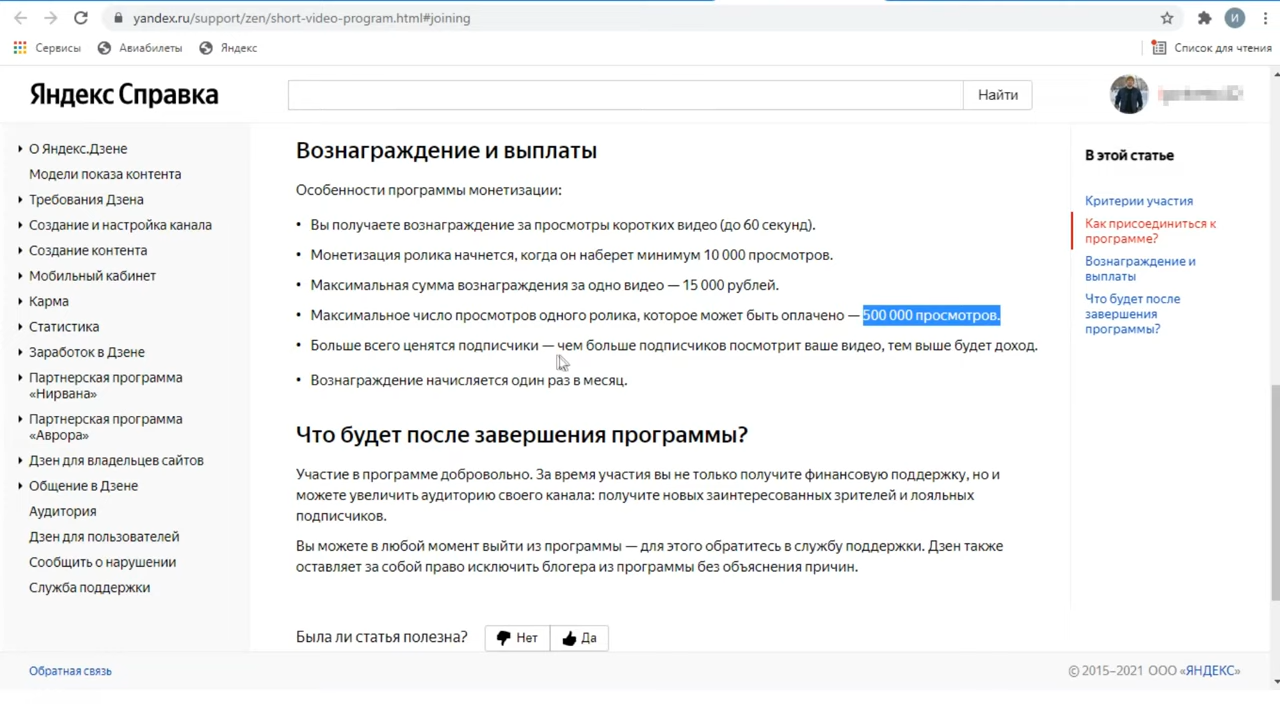 yandex.ru/support/zen/short-video-program.html#joining
И
Сервисы
Авиабилеты
Яндекс
Список для чтения
Яндекс Справка
Найти
О Яндекс.Дзене
Модели показа контента
Требования Дзена
Создание и настройка канала
Создание контента
Мобильный кабинет
Карма
Статистика
Заработок в Дзене
Партнерская программа
«Нирвана»
Партнерская программа
«Аврора»
Дзен для владельцев сайтов
Общение в Дзене
Аудитория
Дзен для пользователей
Сообщить о нарушении
Служба поддержки
Вознаграждение и выплаты
Особенности программы монетизации:
• Вы получаете вознаграждение за просмотры коротких видео (до 60 секунд).
• Монетизация ролика начнется, когда он наберет минимум 10 000 просмотров.
• Максимальная сумма вознаграждения за одно видео — 15 000 рублей.
• Максимальное число просмотров одного ролика, которое может быть оплачено — 500 000 просмотров.
• Больше всего ценятся подписчики — чем больше подписчиков посмотрит ваше видео, тем выше будет доход.
• Вознаграждение начисляется один раз в месяц.
Что будет после завершения программы?
Участие в программе добровольно. За время участия вы не только получите финансовую поддержку, но и
можете увеличить аудиторию своего канала: получите новых заинтересованных зрителей и лояльных
подписчиков.
Вы можете в любой момент выйти из программы — для этого обратитесь в службу поддержки. Дзен также
оставляет за собой право исключить блогера из программы без объяснения причин.
Была ли статья полезна?
Нет
Да
В этой статье
Критерии участия
Как присоединиться к
программе?
Вознаграждение и
выплаты
Что будет после
завершения
программы?
Обратная связь
© 2015–2021 ООО «ЯНДЕКС»